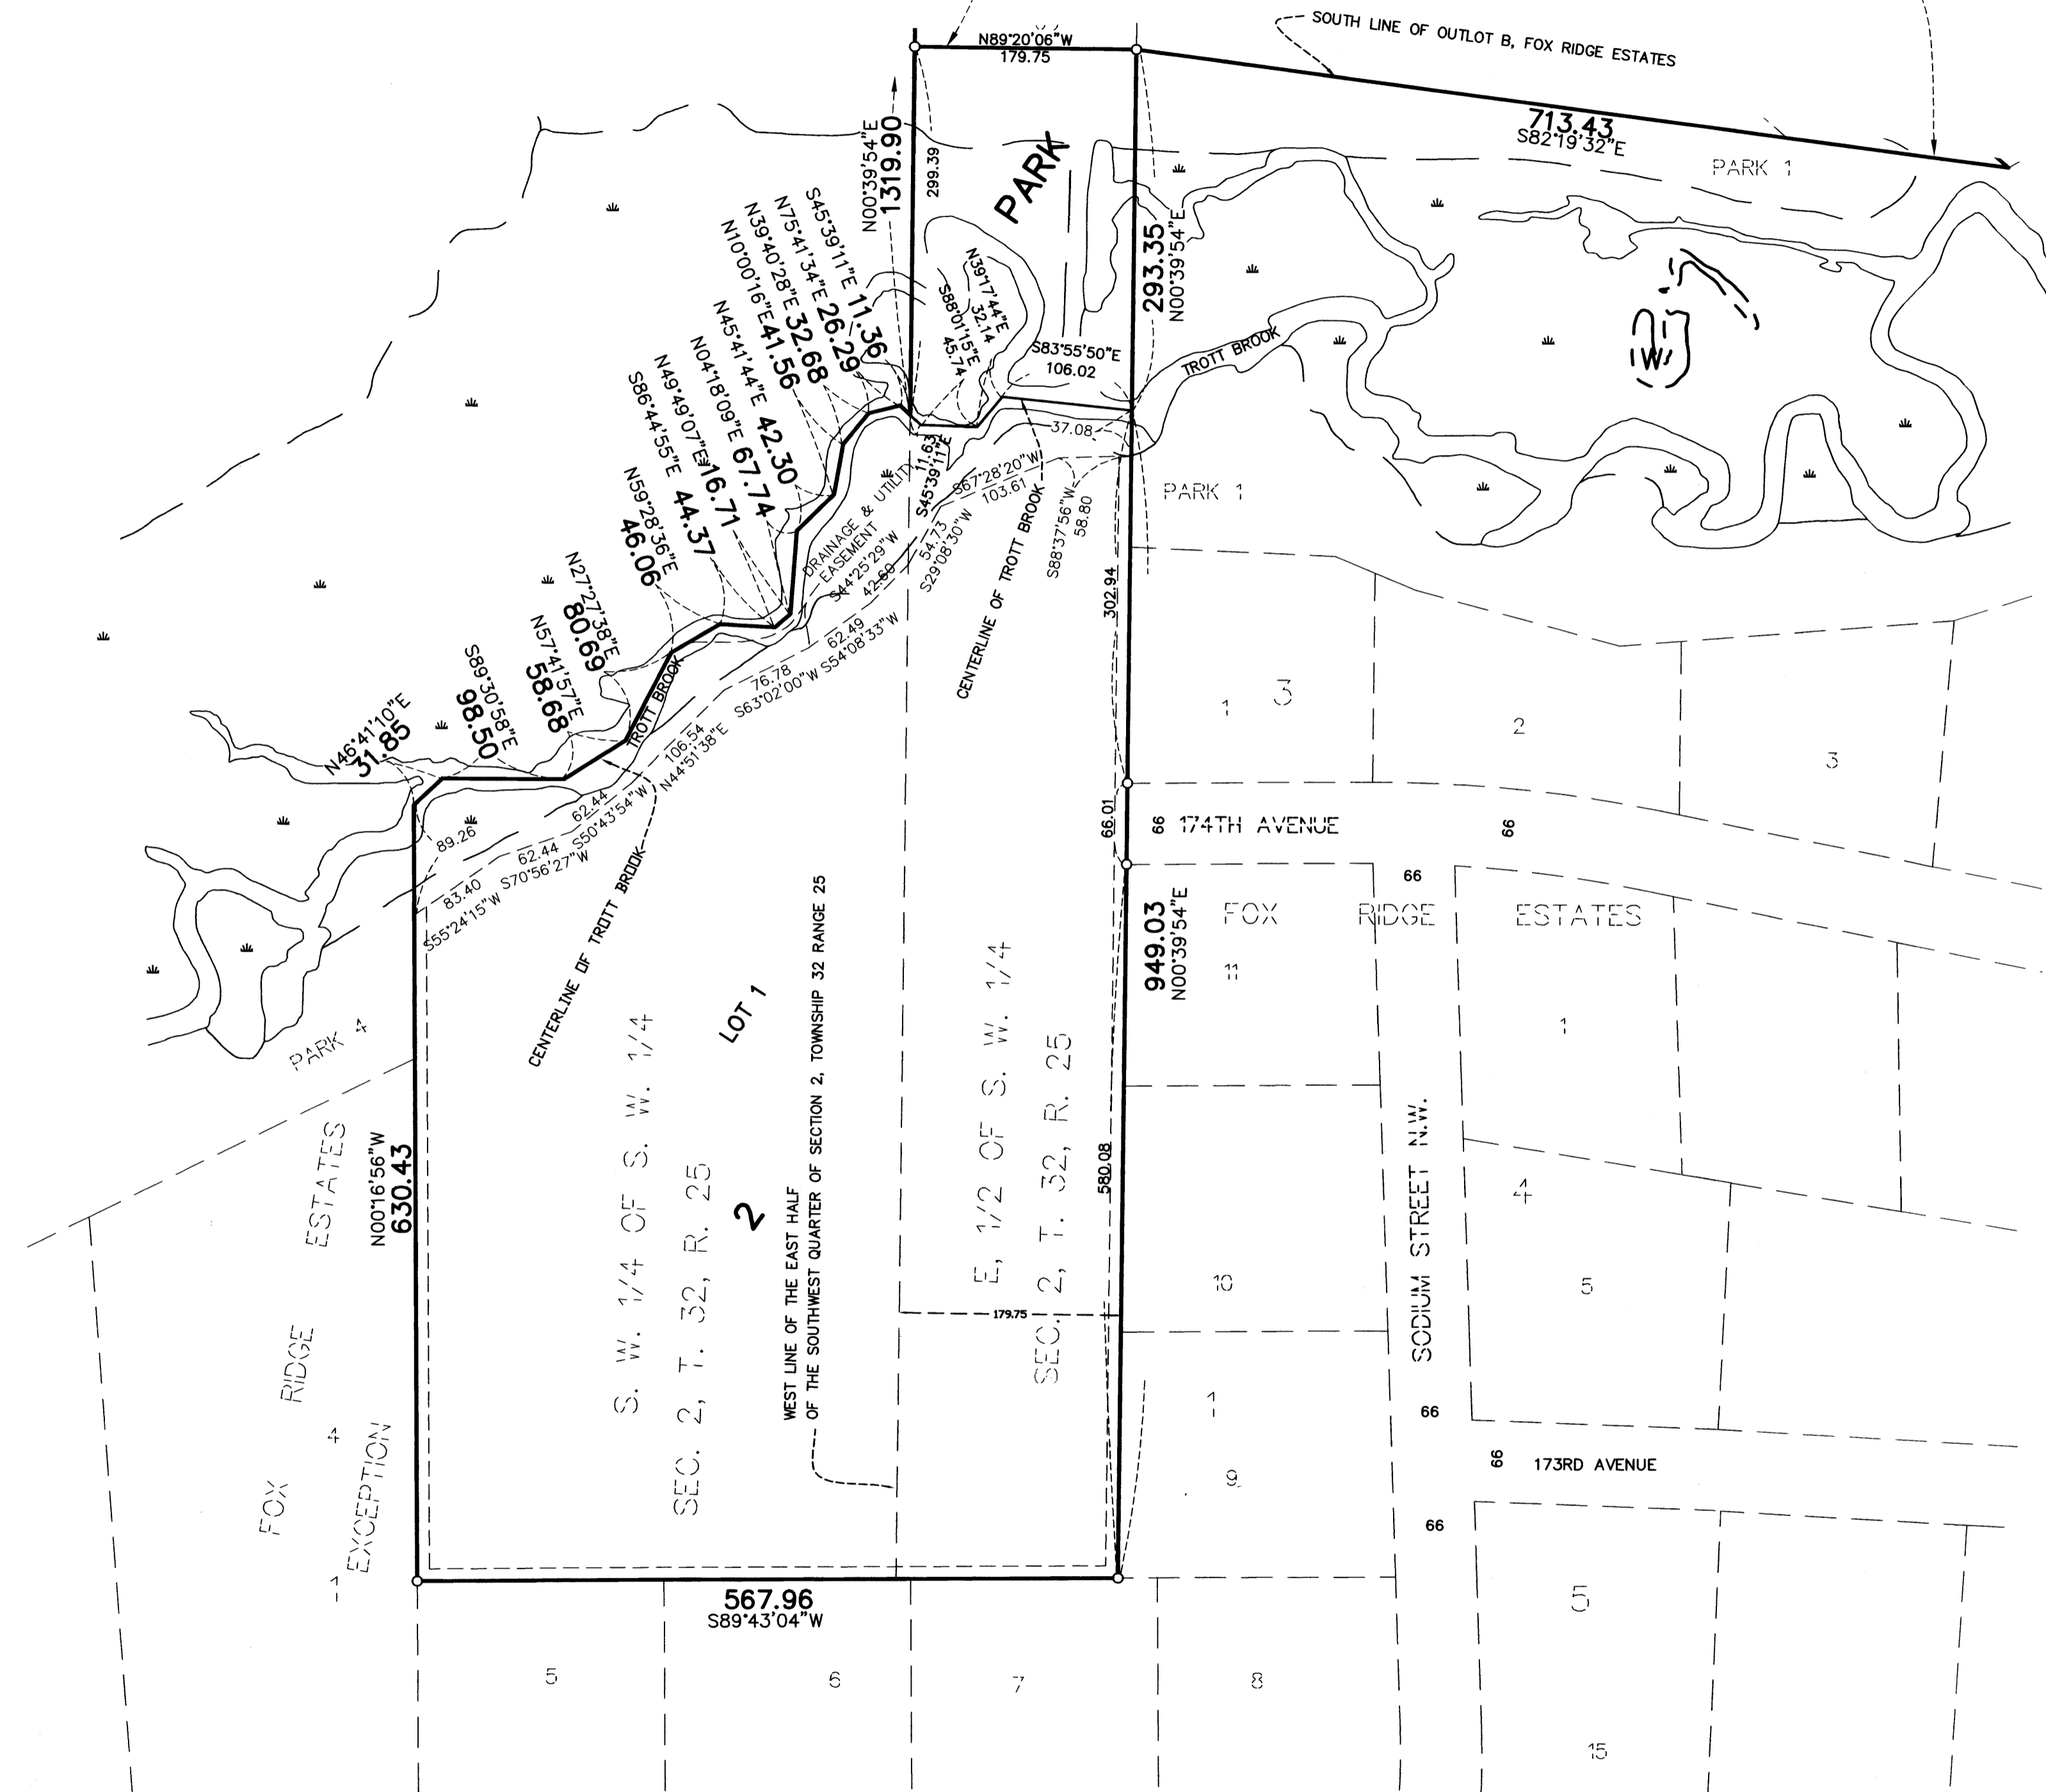 SOUTH LINE OF OUTLOT B, FOX RIDGE ESTATES
N89°20'06"W
179.75
713.43
S82°19'32"E
PARK 1
N00°39'54"E
1319.90
299.39
PARK
293.35
N00°39'54"E
S45°39'11"E 11.36
N75°41'34"E 26.29
N39°40'28"E 32.68
N10°00'16"E 41.56
N45°41'44"E 42.30
N04°18'09"E 67.74
N49°49'07"E 16.71
S86°44'55"E 44.37
N59°28'36"E
46.06
N27°27'38"E
80.69
N57°41'57"E
58.68
S89°30'58"E
98.50
N46°41'10"E
31.85
N39°17'44"E
32.14
S88°01'15"E
45.74
S83°55'50"E
106.02
TROTT BROOK
W
37.08
11.63
S45°39'11"E
S67°28'20"W
103.61
S88°37'56"W
58.80
PARK 1
DRAINAGE & UTILITY
EASEMENT
S44°25'29"W
42.60
54.73
S29°08'30"W
CENTERLINE OF TROTT BROOK
302.94
62.49
S54°08'33"W
76.78
S63°02'00"W
TROTT BROOK
106.54
N44°51'38"E
62.44
S50°43'54"W
62.44
S70°56'27"W
89.26
83.40
S55°24'15"W
CENTERLINE OF TROTT BROOK
1
3
2
3
66.01
66
174TH AVENUE
66
66
FOX RIDGE ESTATES
949.03
N00°39'54"E
11
1
PARK 4
LOT 1
2
S. W. 1/4 OF S. W. 1/4
SEC. 2, T. 32, R. 25
WEST LINE OF THE EAST HALF
OF THE SOUTHWEST QUARTER OF SECTION 2, TOWNSHIP 32 RANGE 25
E, 1/2 OF S. W. 1/4
SEC. 2, T. 32, R. 25
N00°16'56"W
630.43
580.08
179.75
FOX RIDGE ESTATES
4
EXCEPTION
1
10
SODIUM STREET N.W.
4
5
1
66
9
66
173RD AVENUE
66
567.96
S89°43'04"W
5
5
6
7
8
15